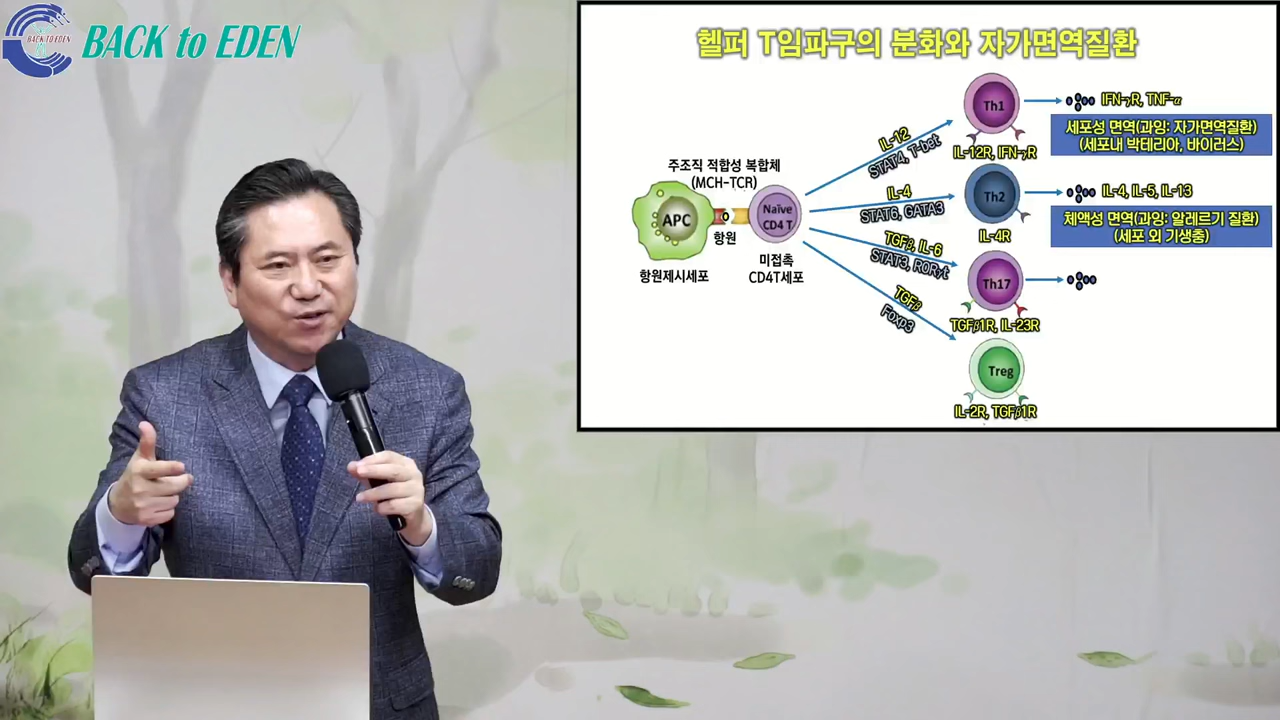 BACK TO EDEN
BACK to EDEN
헬퍼 T임파구의 분화와 자가면역질환
주조직 적합성 복합체
(MCH-TCR)
APC
항원
항원제시세포
Naïve
CD4 T
미접촉
CD4T세포
IL-12
STAT4, T-bet
IL-4
STAT6, GATA3
TGFβ, IL-6
STAT3, RORγt
TGFβ
Foxp3
Th1
IL-12R, IFN-γR
IFN-γR, TNF-α
세포성 면역(과잉: 자가면역질환)
(세포내 박테리아, 바이러스)
Th2
IL-4R
IL-4, IL-5, IL-13
체액성 면역(과잉: 알레르기 질환)
(세포 외 기생충)
Th17
TGFβ1R, IL-23R
Treg
IL-2R, TGFβ1R